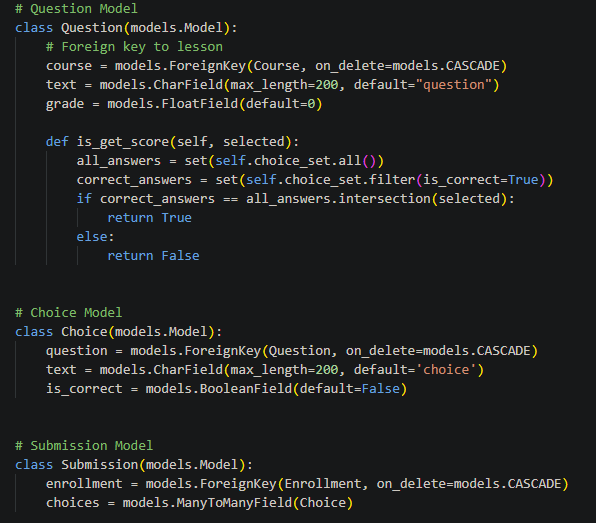 # Question Model
class Question(models.Model):
    # Foreign key to lesson
    course = models.ForeignKey(Course, on_delete=models.CASCADE)
    text = models.CharField(max_length=200, default="question")
    grade = models.FloatField(default=0)
    def is_get_score(self, selected):
        all_answers = set(self.choice_set.all())
        correct_answers = set(self.choice_set.filter(is_correct=True))
        if correct_answers == all_answers.intersection(selected):
            return True
        else:
            return False
# Choice Model
class Choice(models.Model):
    question = models.ForeignKey(Question, on_delete=models.CASCADE)
    text = models.CharField(max_length=200, default='choice')
    is_correct = models.BooleanField(default=False)
# Submission Model
class Submission(models.Model):
    enrollment = models.ForeignKey(Enrollment, on_delete=models.CASCADE)
    choices = models.ManyToManyField(Choice)